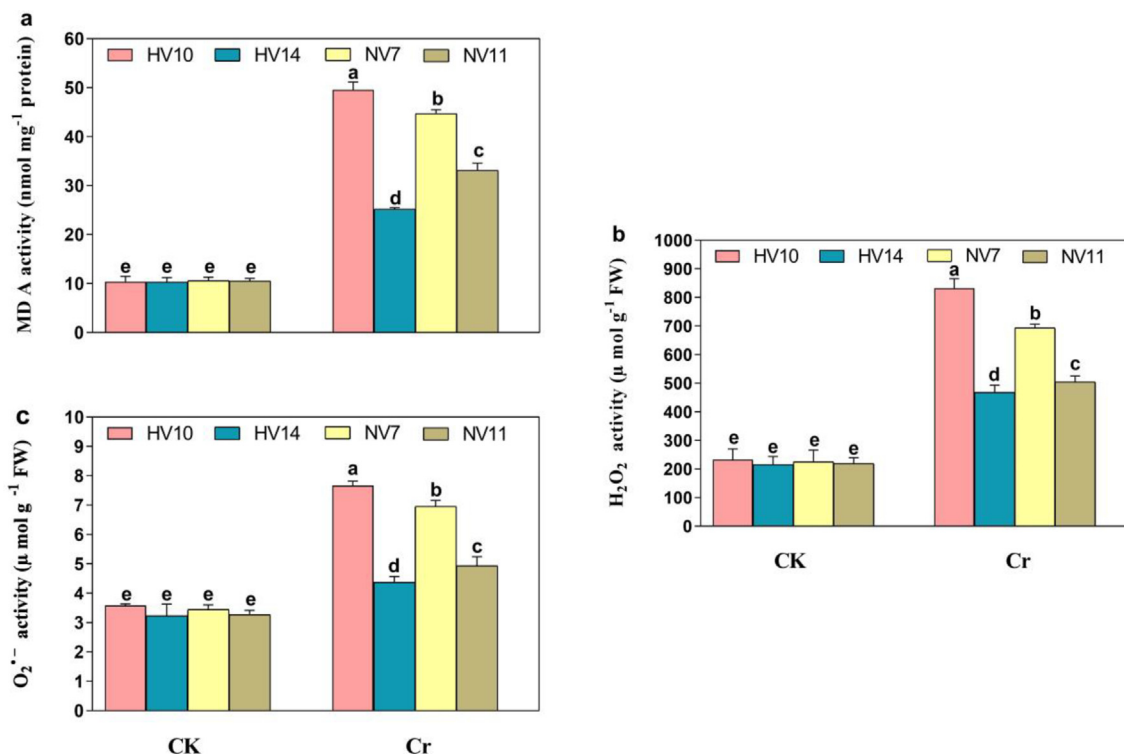 a
MD A activity (nmol mg⁻¹ protein)
60
50
40
30
20
10
0
HV10 HV14 NV7 NV11
e e e e
a
b
c
d
b
H₂O₂ activity (µ mol g⁻¹ FW)
1000
900
800
700
600
500
400
300
200
100
0
HV10 HV14 NV7 NV11
e e e e
a
b
c
d
CK Cr
c
O₂•− activity (µ mol g ⁻¹ FW)
10
9
8
7
6
5
4
3
2
1
0
HV10 HV14 NV7 NV11
e e e e
a
b
c
d
CK Cr